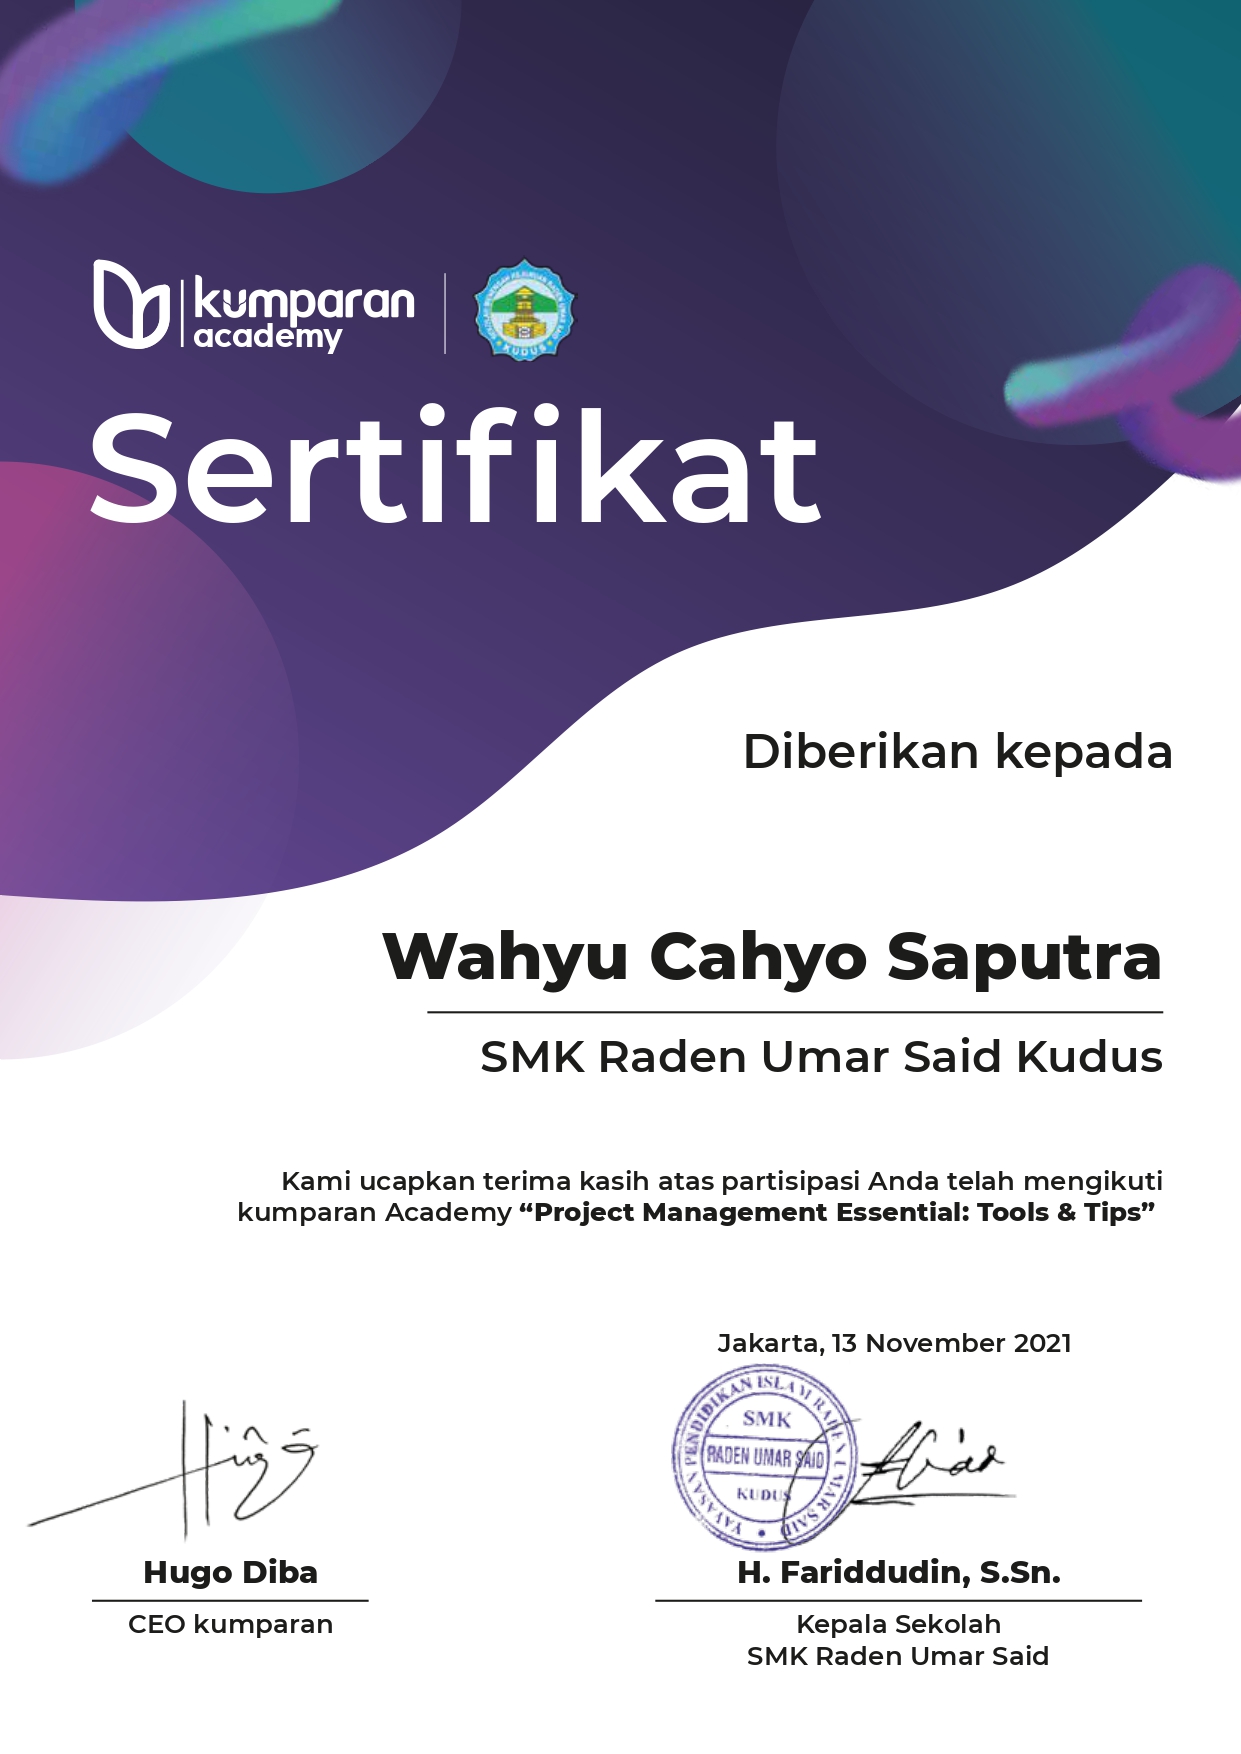 kumparan
academy
KUDUS
Sertifikat
Diberikan kepada
Wahyu Cahyo Saputra
SMK Raden Umar Said Kudus
Kami ucapkan terima kasih atas partisipasi Anda telah mengikuti
kumparan Academy “Project Management Essential: Tools & Tips”
Jakarta, 13 November 2021
YAYASAN PENDIDIKAN ISLAM RADEN UMAR SAID
SMK
RADEN UMAR SAID
KUDUS
Hugo
Hugo Diba
CEO kumparan
H. Fariddudin, S.Sn.
Kepala Sekolah
SMK Raden Umar Said